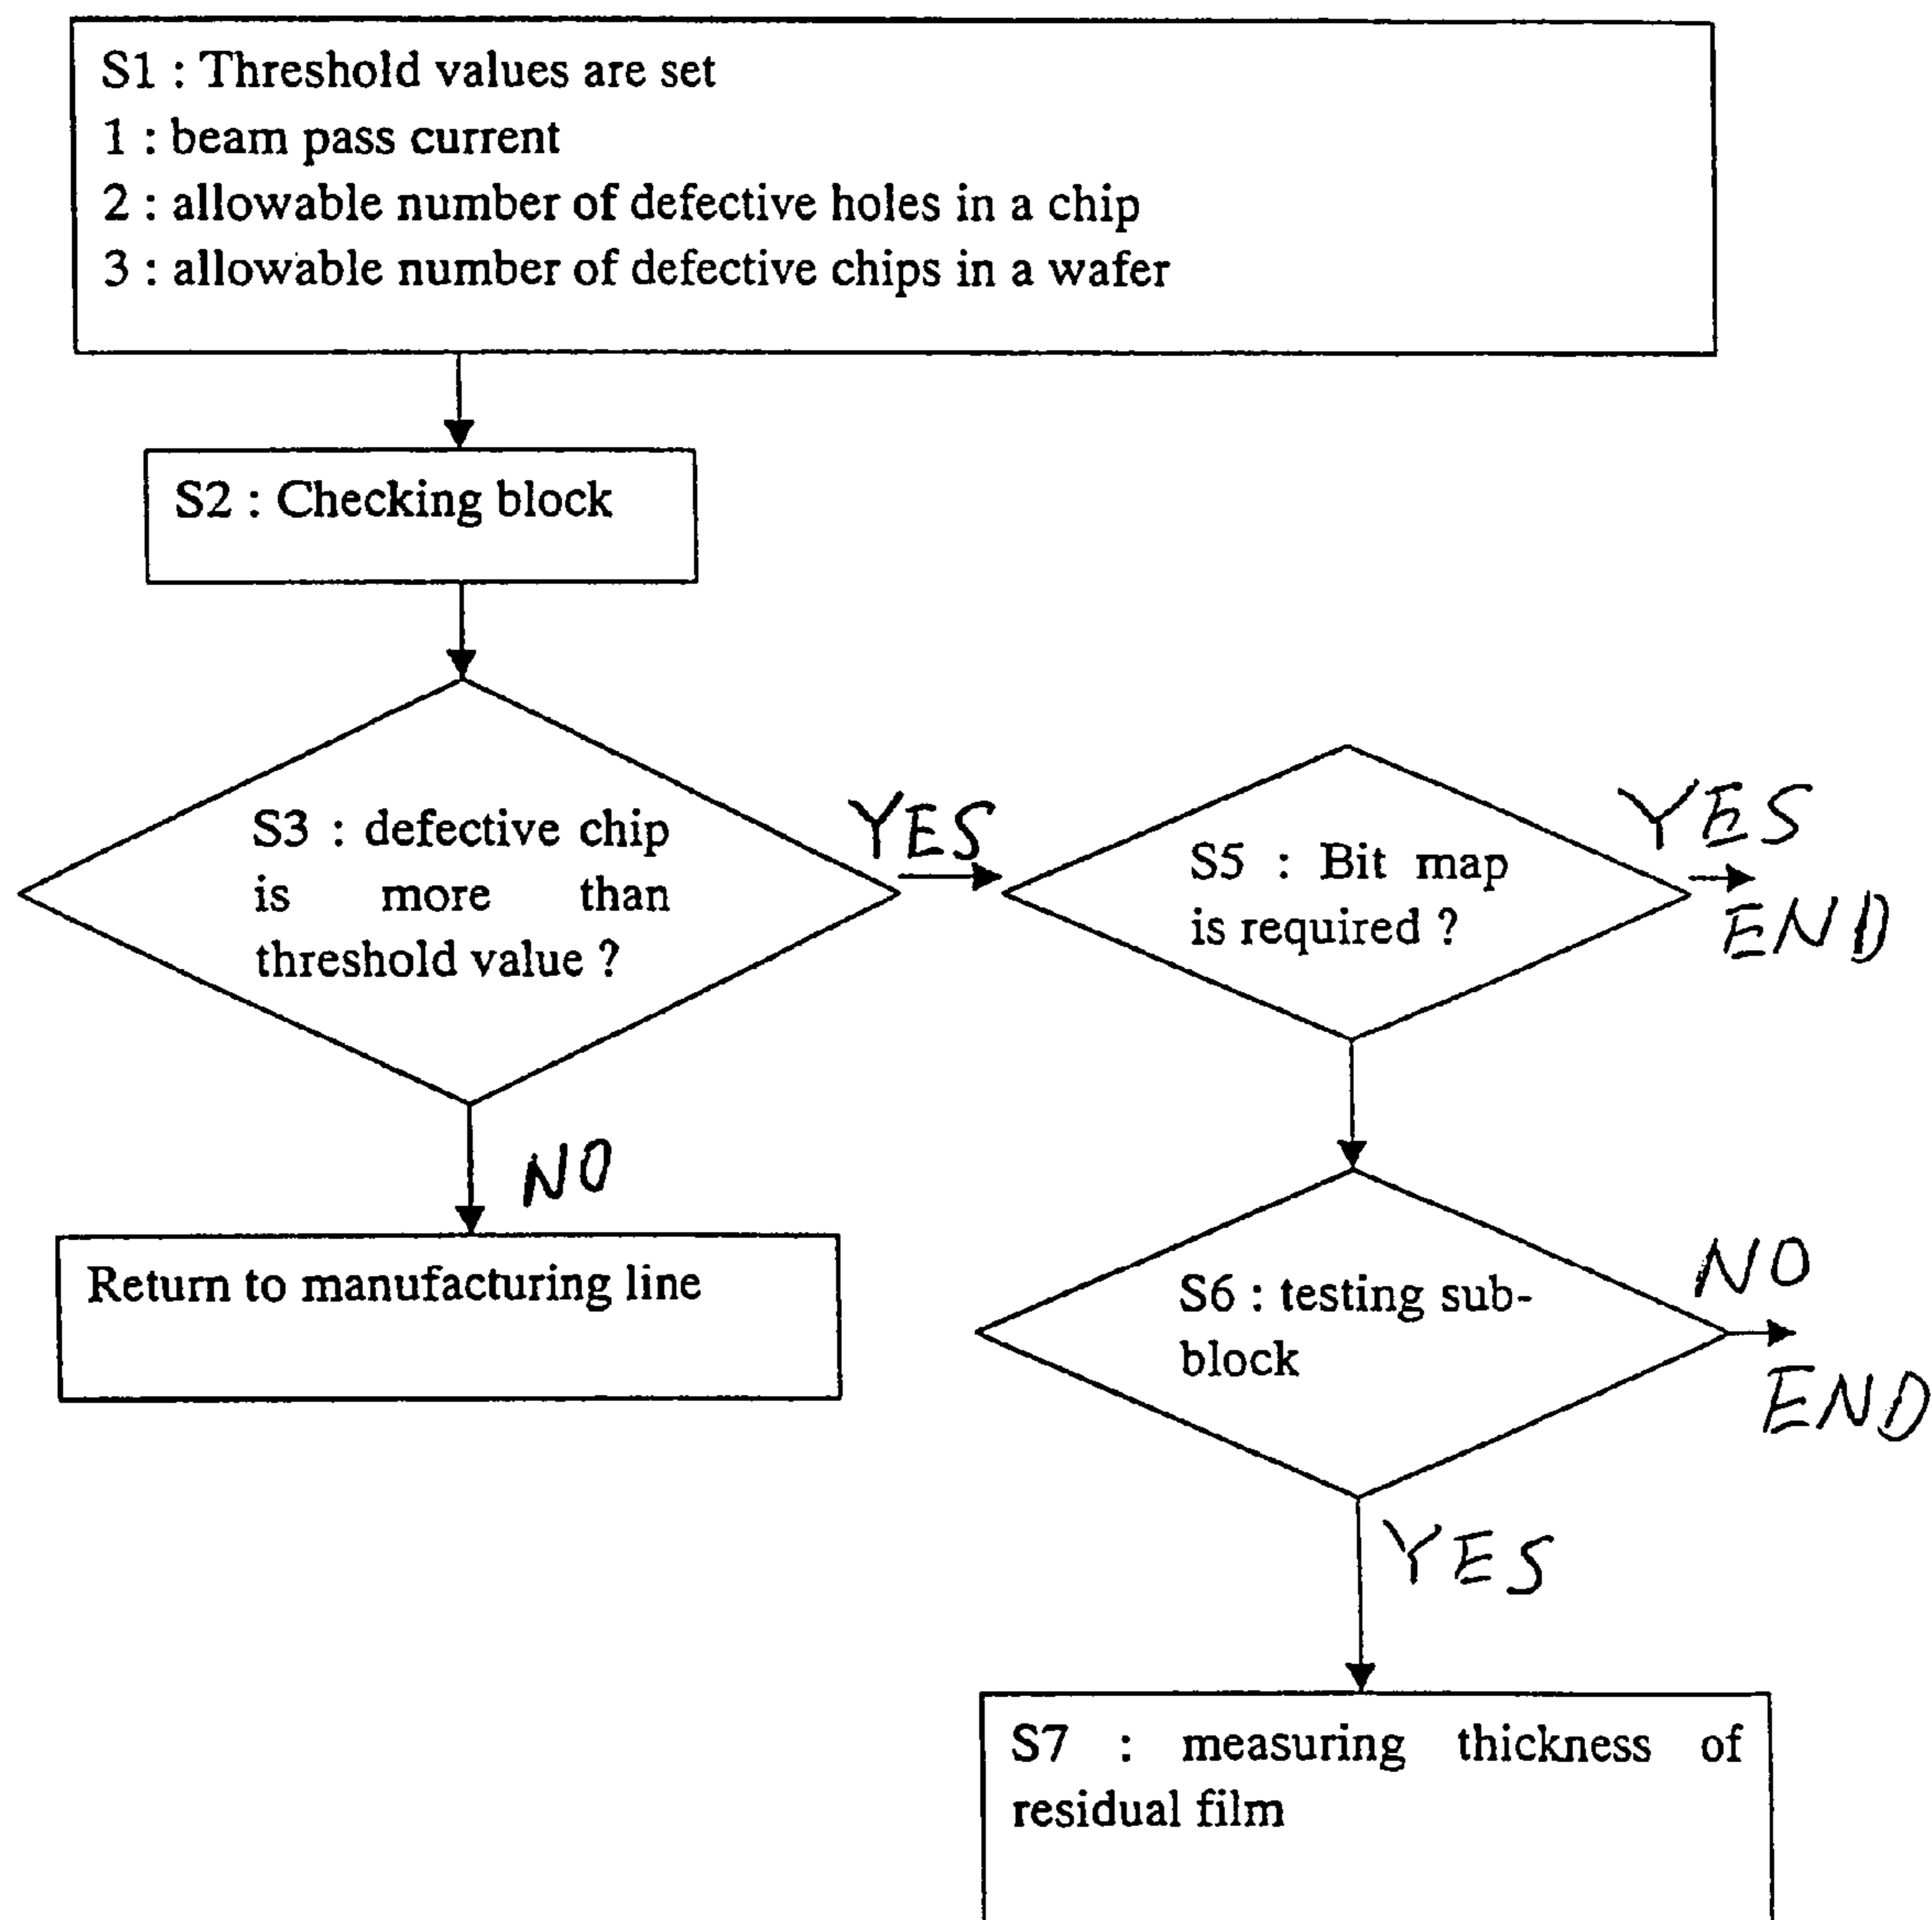 S1 : Threshold values are set
1 : beam pass current
2 : allowable number of defective holes in a chip
3 : allowable number of defective chips in a wafer
S2 : Checking block
S3 : defective chip
is more than
threshold value ?
YES
S5 : Bit map
is required ?
YES
END
NO
Return to manufacturing line
S6 : testing sub-
block
NO
END
YES
S7 : measuring thickness of
residual film